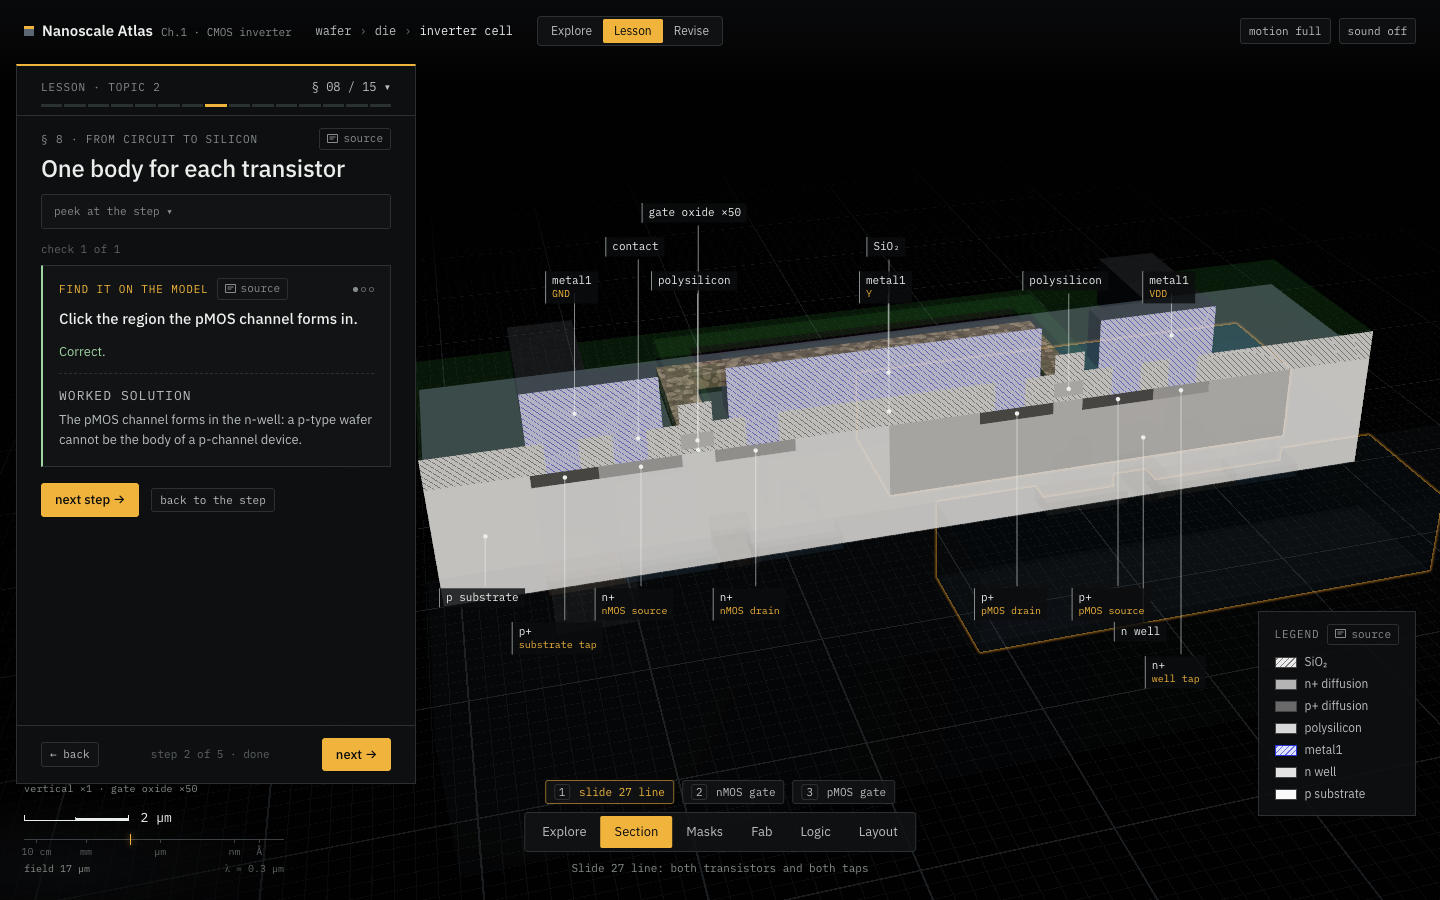 Nanoscale Atlas Ch.1 · CMOS inverter wafer › die › inverter cell Explore Lesson Revise motion full sound off
LESSON · TOPIC 2 § 08 / 15 ▾
§ 8 · FROM CIRCUIT TO SILICON source
One body for each transistor
peek at the step ▾
check 1 of 1
FIND IT ON THE MODEL source
Click the region the pMOS channel forms in.
Correct.
WORKED SOLUTION
The pMOS channel forms in the n-well: a p-type wafer
cannot be the body of a p-channel device.
next step → back to the step
← back step 2 of 5 · done next →
gate oxide ×50
contact SiO₂
metal1 polysilicon metal1 polysilicon metal1
GND Y VDD
p substrate n+ n+ p+ p+
nMOS source nMOS drain pMOS drain pMOS source
p+ n well
substrate tap
n+
well tap
LEGEND source
SiO₂
n+ diffusion
p+ diffusion
polysilicon
metal1
n well
p substrate
vertical ×1 · gate oxide ×50
2 µm
10 cm mm µm nm Å
field 17 µm λ = 0.3 µm
1 slide 27 line 2 nMOS gate 3 pMOS gate
Explore Section Masks Fab Logic Layout
Slide 27 line: both transistors and both taps